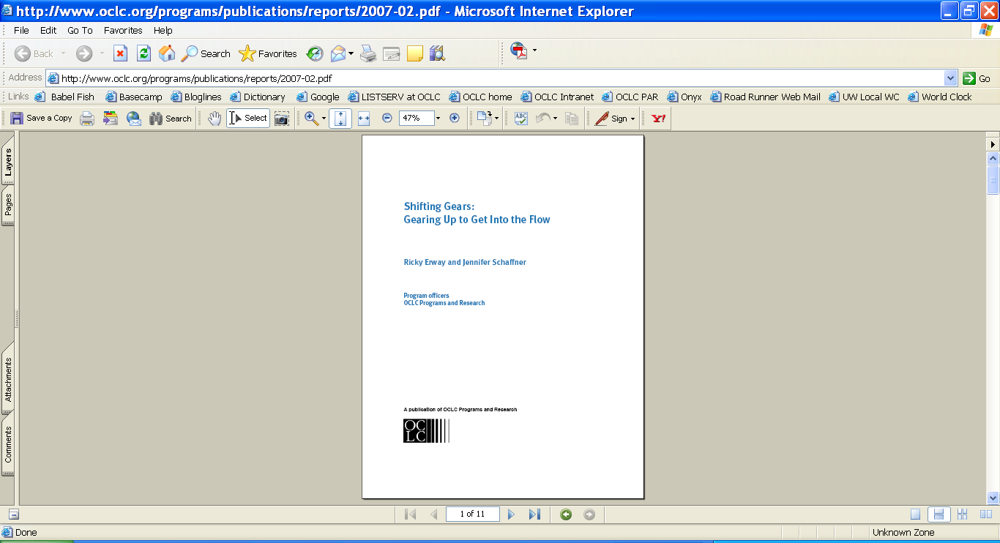 http://www.oclc.org/programs/publications/reports/2007-02.pdf - Microsoft Internet Explorer
File Edit Go To Favorites Help
Back Search Favorites
Address http://www.oclc.org/programs/publications/reports/2007-02.pdf Go
Links Babel Fish Basecamp Bloglines Dictionary Google LISTSERV at OCLC OCLC home OCLC Intranet OCLC PAR Onyx Road Runner Web Mail UW Local WC World Clock
Save a Copy Search Select 47% ABC Sign Y!
Layers
Pages
Attachments
Comments
Shifting Gears:
Gearing Up to Get Into the Flow
Ricky Erway and Jennifer Schaffner
Program officers
OCLC Programs and Research
A publication of OCLC Programs and Research
OC
LC
1 of 11
Done Unknown Zone